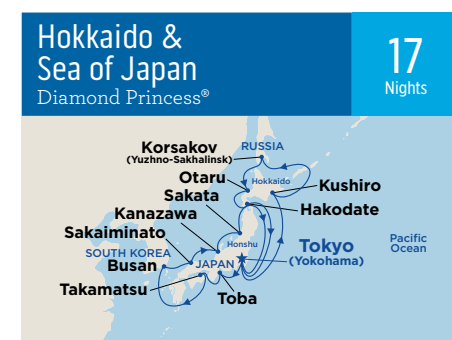 Hokkaido &
Sea of Japan
Diamond Princess®
17
Nights
Korsakov
(Yuzhno-Sakhalinsk)
RUSSIA
Otaru
Hokkaido
Kushiro
Sakata
Hakodate
Kanazawa
Sakaiminato
Honshu
Tokyo
(Yokohama)
Pacific
Ocean
SOUTH KOREA
Busan
JAPAN
Takamatsu
Toba